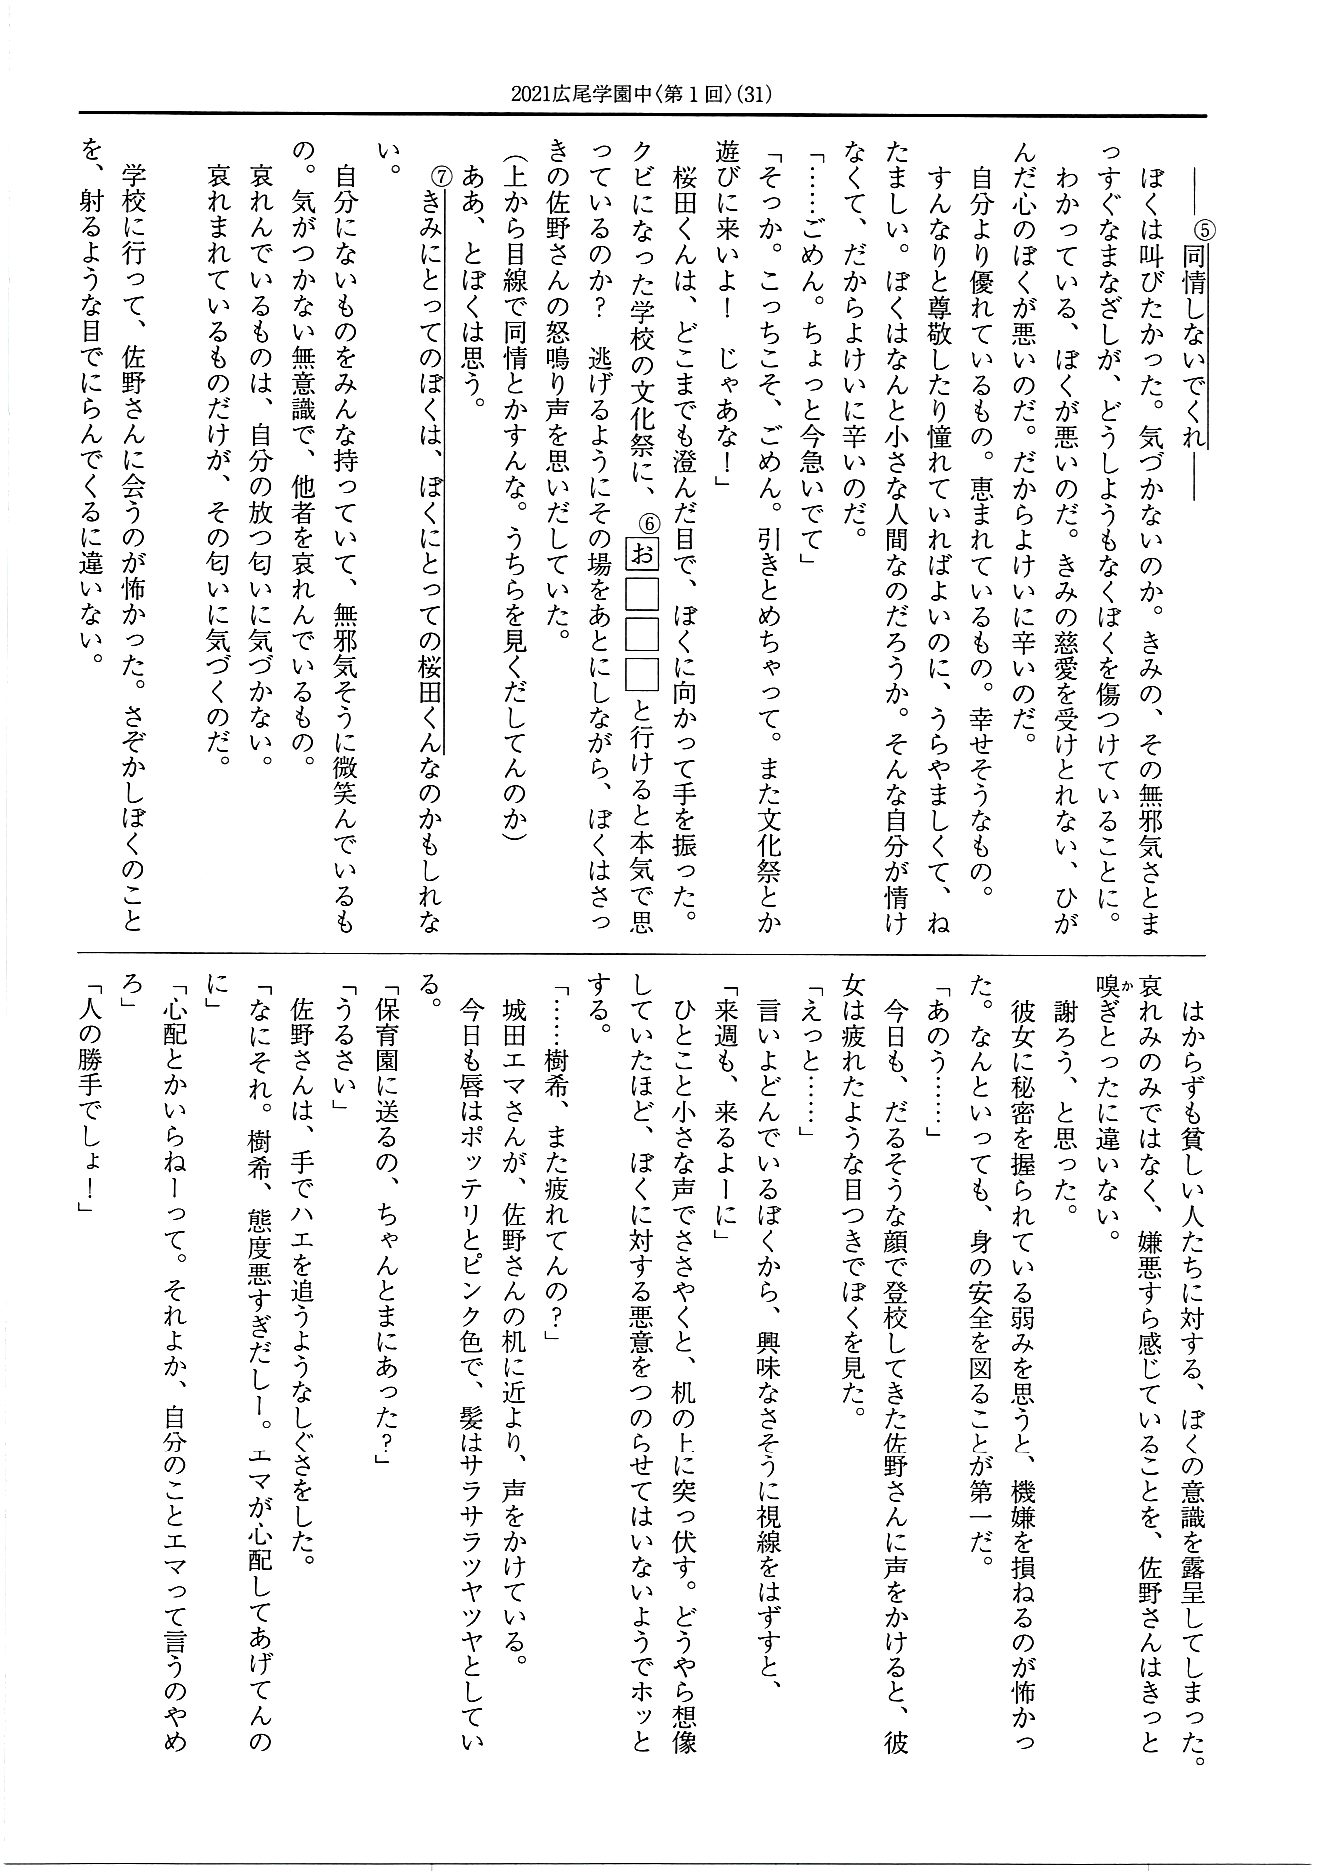 2021広尾学園中〈第1回〉(31)
――⑤同情しないでくれ――
ぼくは叫びたかった。気づかないのか。きみの、その無邪気さとま
っすぐなまなざしが、どうしようもなくぼくを傷つけていることに。
わかっている、ぼくが悪いのだ。きみの慈愛を受けとれない、ひが
んだ心のぼくが悪いのだ。だからよけいに辛いのだ。
自分より優れているもの。恵まれているもの。幸せそうなもの。
すんなりと尊敬したり憧れていればよいのに、うらやましくて、ね
たましい。ぼくはなんと小さな人間なのだろうか。そんな自分が情け
なくて、だからよけいに辛いのだ。
「……ごめん。ちょっと今急いでて」
「そっか。こっちこそ、ごめん。引きとめちゃって。また文化祭とか
遊びに来いよ!　じゃあな!」
桜田くんは、どこまでも澄んだ目で、ぼくに向かって手を振った。
クビになった学校の文化祭に、⑥お□□□と行けると本気で思
っているのか?　逃げるようにその場をあとにしながら、ぼくはさっ
きの佐野さんの怒鳴り声を思いだしていた。
(上から目線で同情とかすんな。うちらを見くだしてんのか)
ああ、とぼくは思う。
⑦きみにとってのぼくは、ぼくにとっての桜田くんなのかもしれな
い。
自分にないものをみんな持っていて、無邪気そうに微笑んでいるも
の。気がつかない無意識で、他者を哀れんでいるもの。
哀れんでいるものは、自分の放つ匂いに気づかない。
哀れまれているものだけが、その匂いに気づくのだ。
学校に行って、佐野さんに会うのが怖かった。さぞかしぼくのこと
を、射るような目でにらんでくるに違いない。
はからずも貧しい人たちに対する、ぼくの意識を露呈してしまった。
哀れみのみではなく、嫌悪すら感じていることを、佐野さんはきっと
嗅かぎとったに違いない。
謝ろう、と思った。
彼女に秘密を握られている弱みを思うと、機嫌を損ねるのが怖かっ
た。なんといっても、身の安全を図ることが第一だ。
「あのう……」
今日も、だるそうな顔で登校してきた佐野さんに声をかけると、彼
女は疲れたような目つきでぼくを見た。
「えっと……」
言いよどんでいるぼくから、興味なさそうに視線をはずすと、
「来週も、来るよーに」
ひとこと小さな声でささやくと、机の上に突っ伏す。どうやら想像
していたほど、ぼくに対する悪意をつのらせてはいないようでホッと
する。
「……樹希、また疲れてんの?」
城田エマさんが、佐野さんの机に近より、声をかけている。
今日も唇はポッテリとピンク色で、髪はサラサラツヤツヤとしてい
る。
「保育園に送るの、ちゃんとまにあった?」
「うるさい」
佐野さんは、手でハエを追うようなしぐさをした。
「なにそれ。樹希、態度悪すぎだしー。エマが心配してあげてんの
に」
「心配とかいらねーって。それよか、自分のことエマって言うのやめ
ろ」
「人の勝手でしょ!」